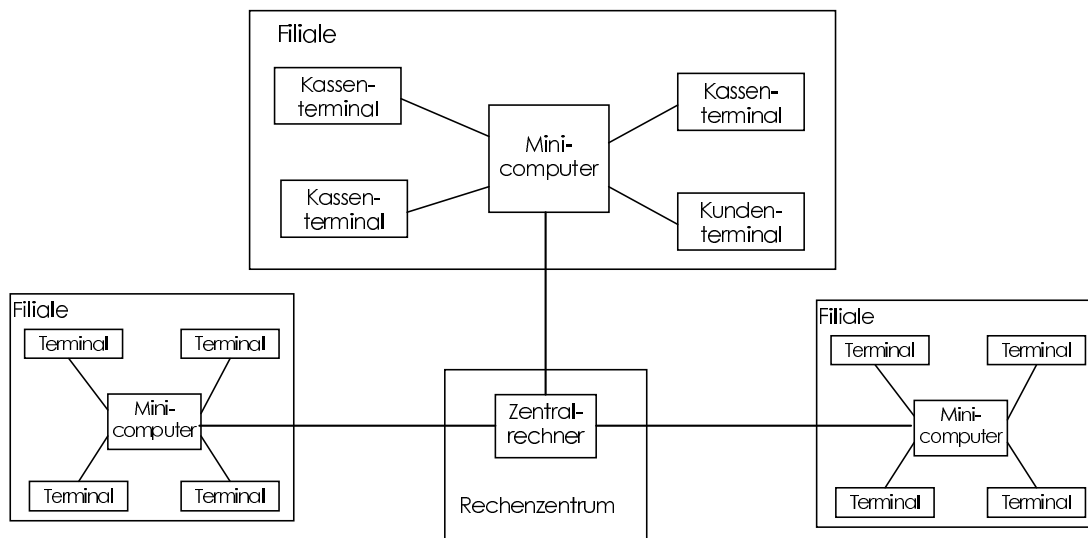 Filiale
Kassen-
terminal
Kassen-
terminal
Mini-
computer
Kassen-
terminal
Kunden-
terminal
Filiale
Terminal
Terminal
Mini-
computer
Terminal
Terminal
Zentral-
rechner
Rechenzentrum
Filiale
Terminal
Terminal
Mini-
computer
Terminal
Terminal